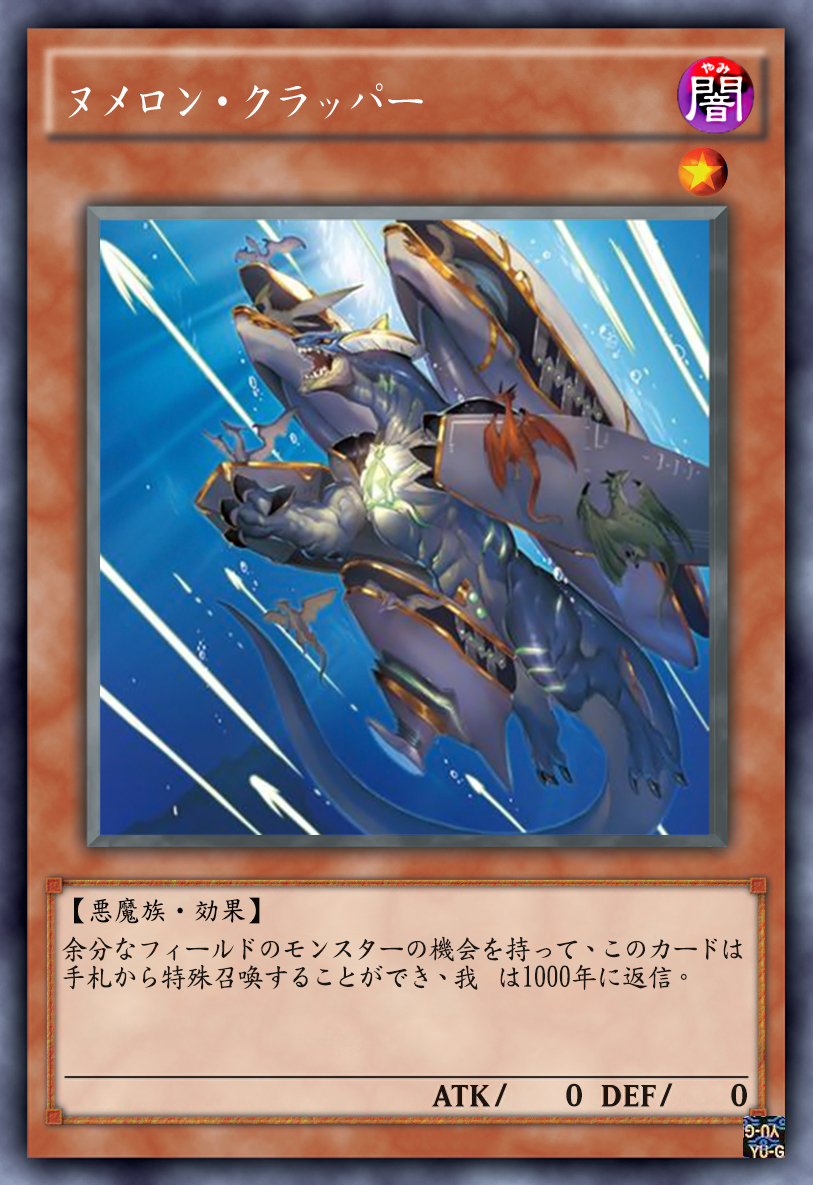 ヌメロン・クラッパー
やみ
闇
【悪魔族・効果】
余分なフィールドのモンスターの機会を持って、このカードは
手札から特殊召喚することができ、我 は1000年に返信。
ATK/ 0 DEF/ 0
YU-G
YU-G